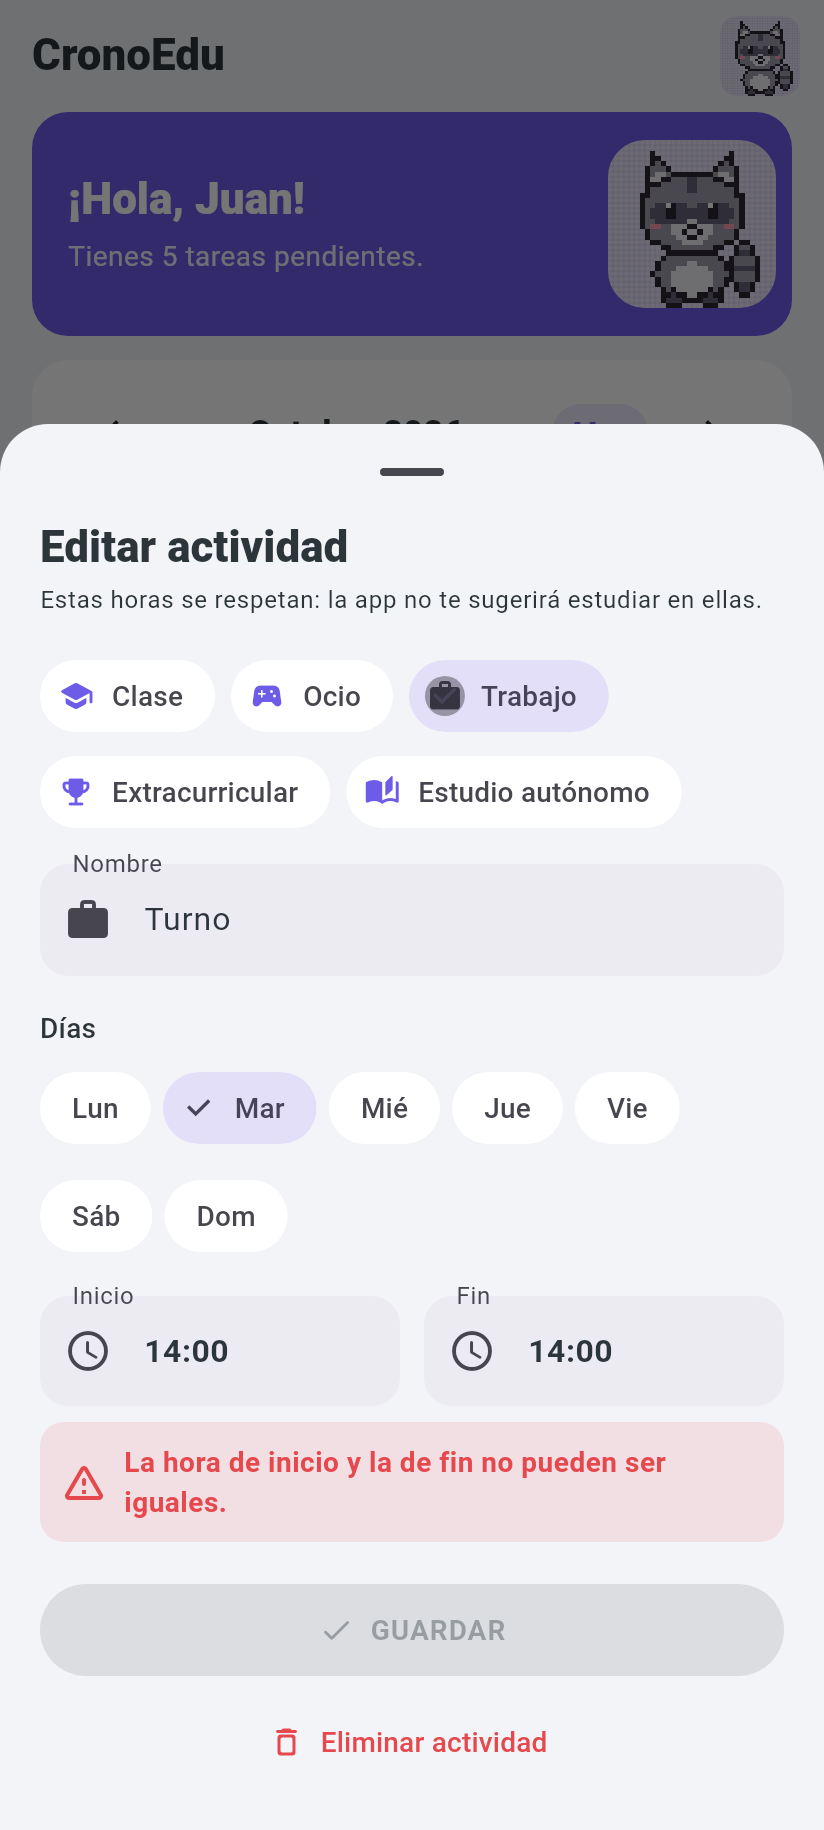 CronoEdu
¡Hola, Juan!
Tienes 5 tareas pendientes.
Editar actividad
Estas horas se respetan: la app no te sugerirá estudiar en ellas.
Clase
Ocio
Trabajo
Extracurricular
Estudio autónomo
Nombre
Turno
Días
Lun
Mar
Mié
Jue
Vie
Sáb
Dom
Inicio
Fin
14:00
14:00
La hora de inicio y la de fin no pueden ser
iguales.
GUARDAR
Eliminar actividad